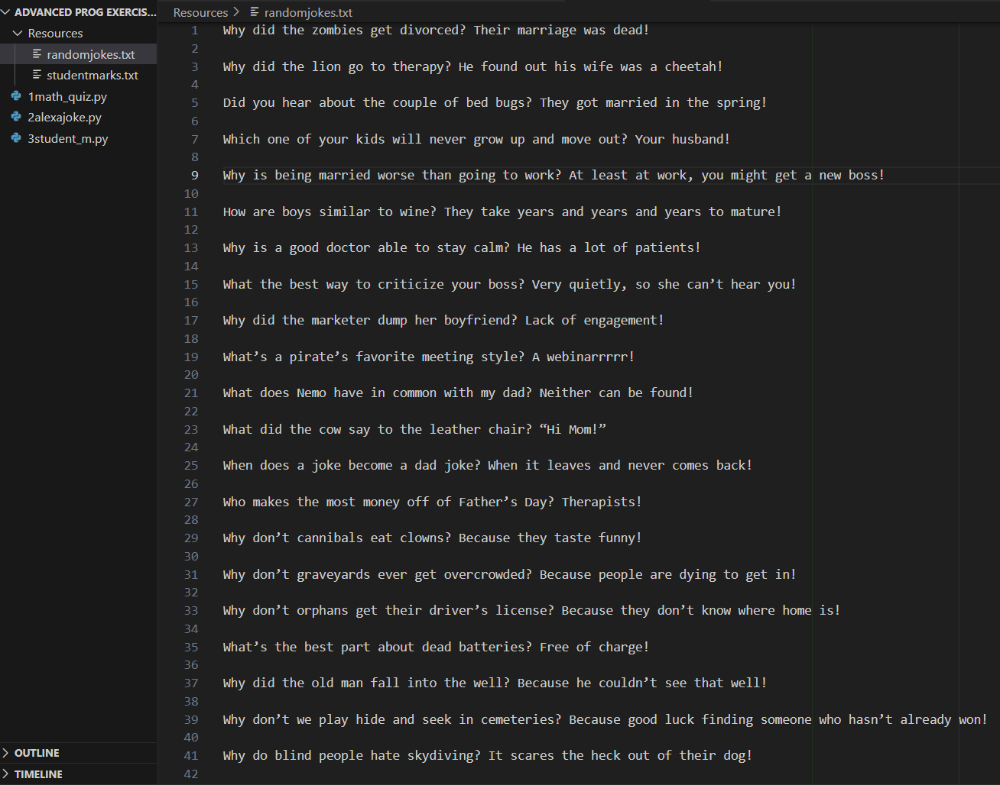 ADVANCED PROG EXERCIS...
Resources
randomjokes.txt
studentmarks.txt
1math_quiz.py
2alexajoke.py
3student_m.py
OUTLINE
TIMELINE
Resources > randomjokes.txt
1 Why did the zombies get divorced? Their marriage was dead!
2
3 Why did the lion go to therapy? He found out his wife was a cheetah!
4
5 Did you hear about the couple of bed bugs? They got married in the spring!
6
7 Which one of your kids will never grow up and move out? Your husband!
8
9 Why is being married worse than going to work? At least at work, you might get a new boss!
10
11 How are boys similar to wine? They take years and years and years to mature!
12
13 Why is a good doctor able to stay calm? He has a lot of patients!
14
15 What the best way to criticize your boss? Very quietly, so she can’t hear you!
16
17 Why did the marketer dump her boyfriend? Lack of engagement!
18
19 What’s a pirate’s favorite meeting style? A webinarrrrr!
20
21 What does Nemo have in common with my dad? Neither can be found!
22
23 What did the cow say to the leather chair? “Hi Mom!”
24
25 When does a joke become a dad joke? When it leaves and never comes back!
26
27 Who makes the most money off of Father’s Day? Therapists!
28
29 Why don’t cannibals eat clowns? Because they taste funny!
30
31 Why don’t graveyards ever get overcrowded? Because people are dying to get in!
32
33 Why don’t orphans get their driver’s license? Because they don’t know where home is!
34
35 What’s the best part about dead batteries? Free of charge!
36
37 Why did the old man fall into the well? Because he couldn’t see that well!
38
39 Why don’t we play hide and seek in cemeteries? Because good luck finding someone who hasn’t already won!
40
41 Why do blind people hate skydiving? It scares the heck out of their dog!
42